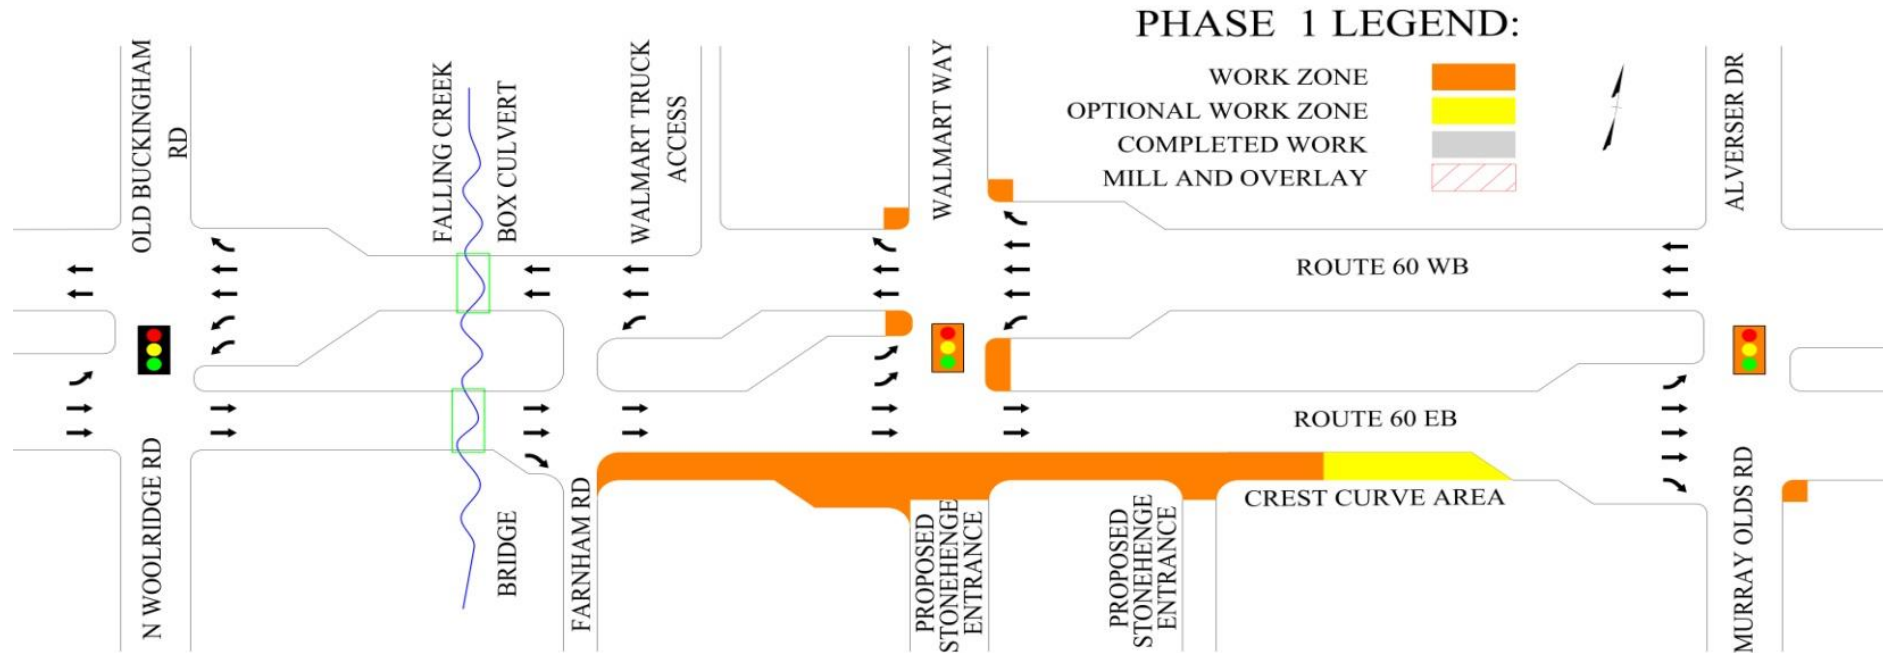 PHASE 1 LEGEND:
WORK ZONE
OPTIONAL WORK ZONE
COMPLETED WORK
MILL AND OVERLAY
OLD BUCKINGHAM
RD
FALLING CREEK
BOX CULVERT
WALMART TRUCK
ACCESS
WALMART WAY
ALVERSER DR
ROUTE 60 WB
ROUTE 60 EB
N WOOLRIDGE RD
BRIDGE
FARNHAM RD
PROPOSED
STONEHENGE
ENTRANCE
PROPOSED
STONEHENGE
ENTRANCE
CREST CURVE AREA
MURRAY OLDS RD